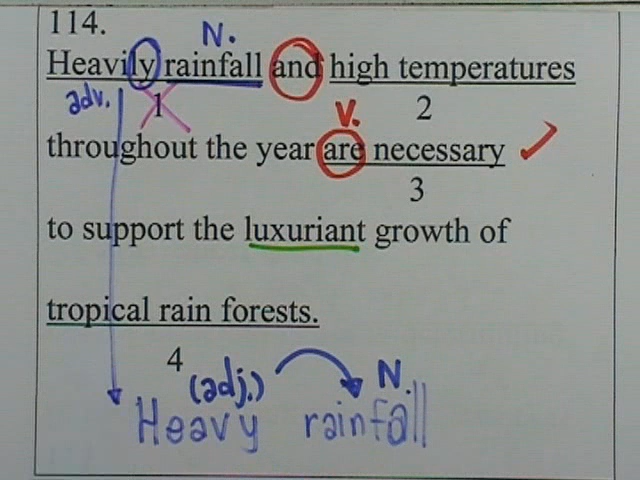 114.
N.
Heavily rainfall and high temperatures
adv. 1 V. 2
throughout the year are necessary
3
to support the luxuriant growth of
tropical rain forests.
4 (adj.) N.
Heavy rainfall